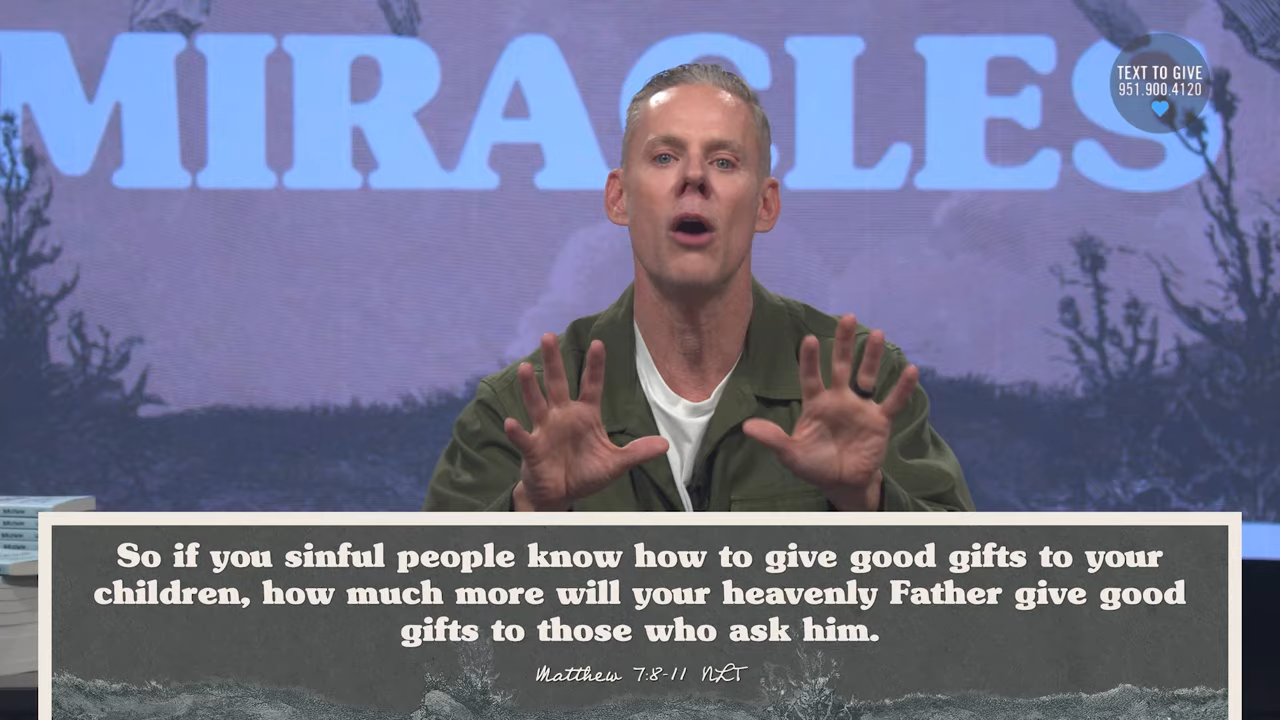 MIRACLES
TEXT TO GIVE
951.900.4120
So if you sinful people know how to give good gifts to your
children, how much more will your heavenly Father give good
gifts to those who ask him.
Matthew 7:8-11 NLT